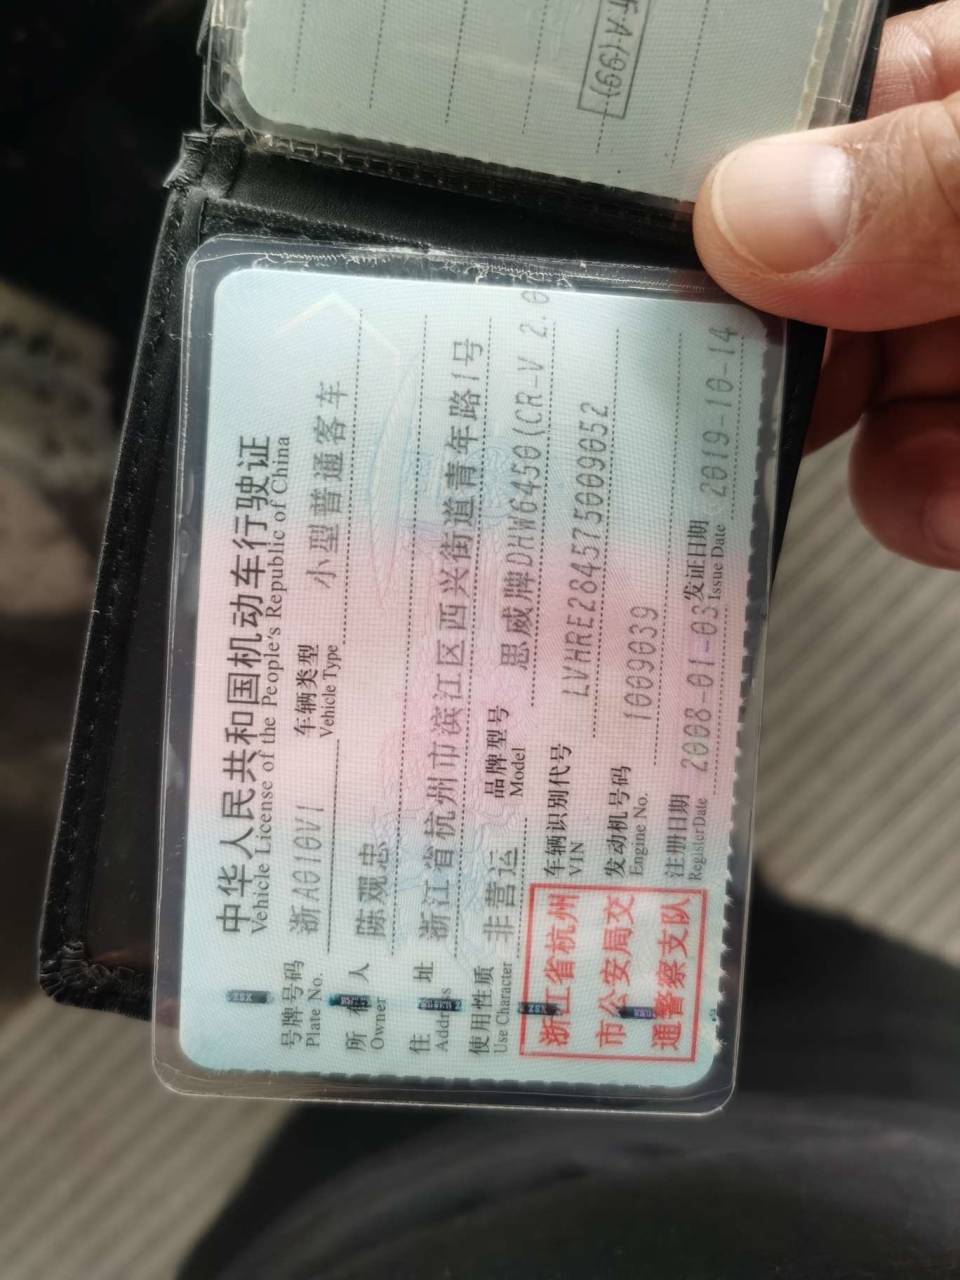 A(99)
中华人民共和国机动车行驶证
Vehicle License of the People's Republic of China
号牌号码 浙A010V1 车辆类型 小型普通客车
Plate No. Vehicle Type
所有人 陈观忠
Owner
住址 浙江省杭州市滨江区西兴街道青年路1号
Address
使用性质 非营运 品牌型号 思威牌DHW6450(CR-V 2.0
Use Character Model
浙江省杭州
市公安局交
通警察支队
车辆识别代号 LVHRE284575009052
VIN
发动机号码 1009039
Engine No.
注册日期 2008-01-03 发证日期 2019-10-14
Register Date Issue Date